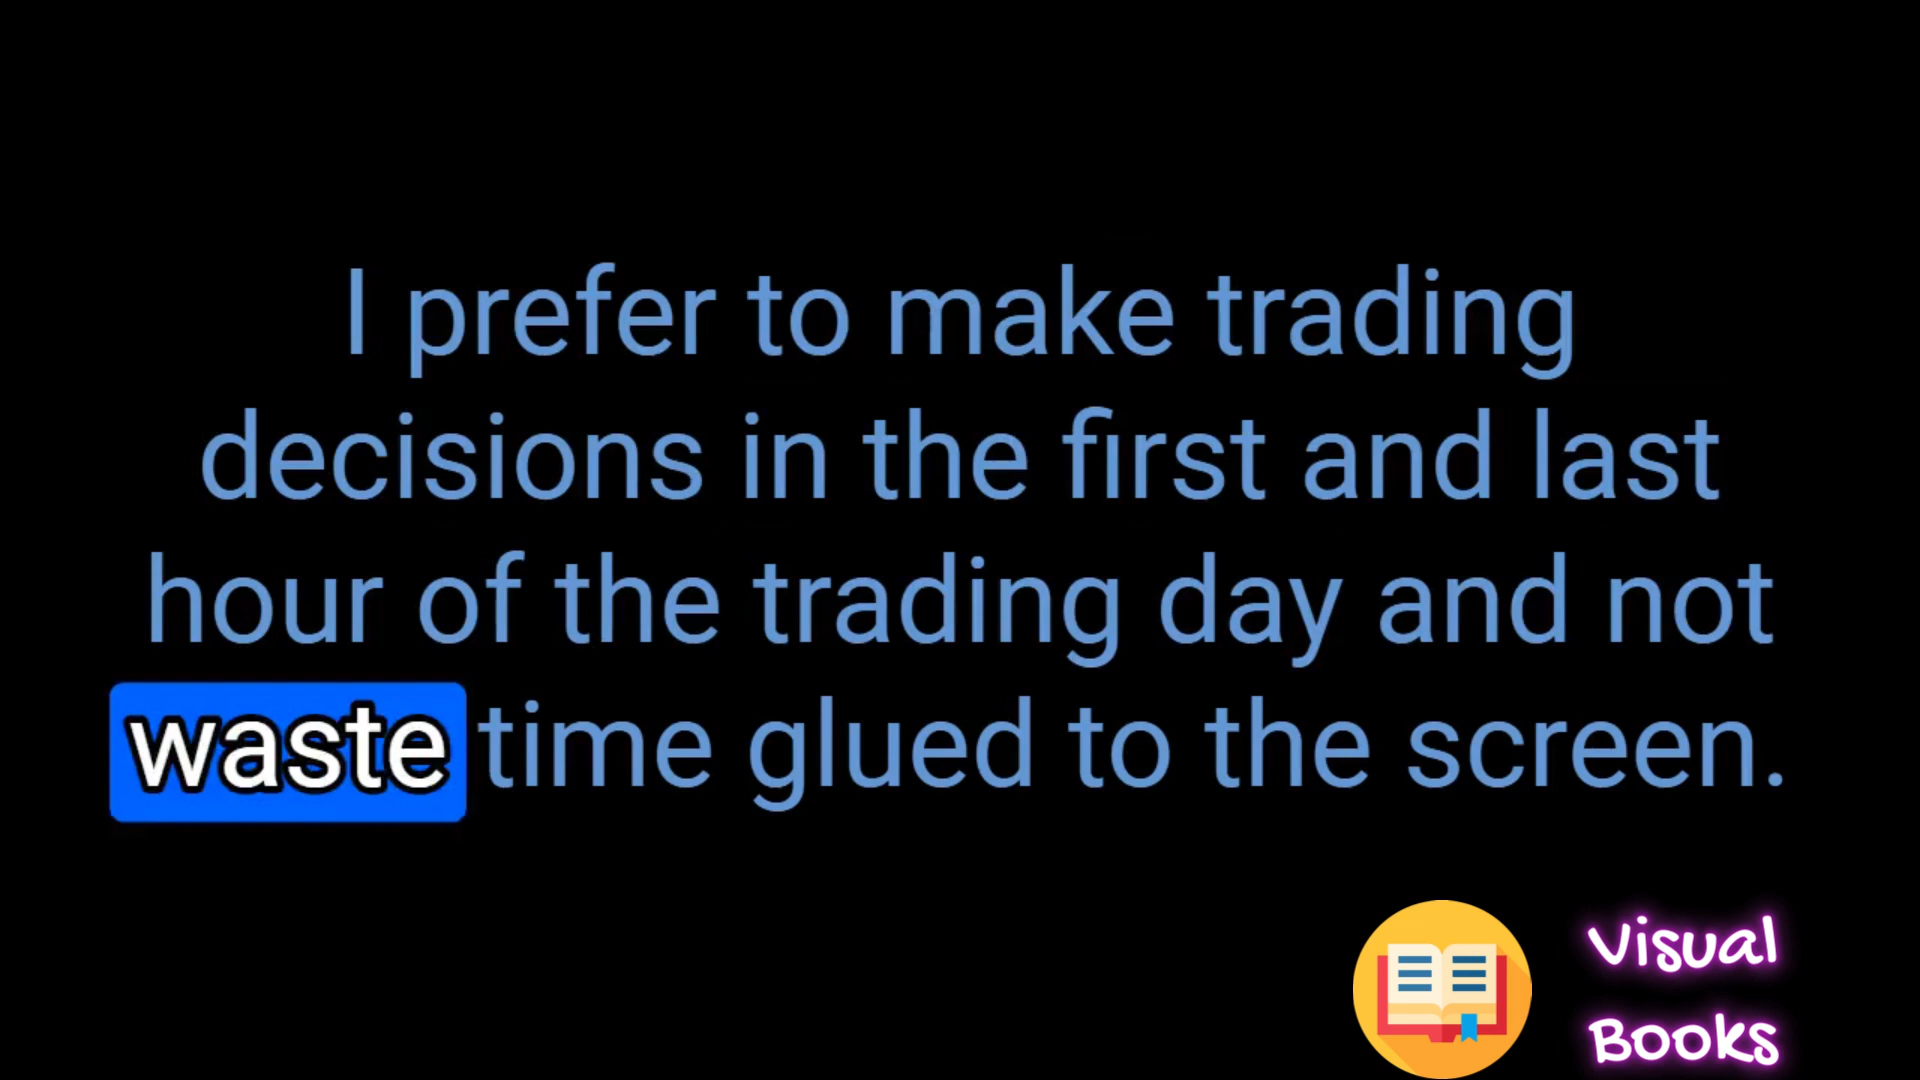 I prefer to make trading
decisions in the first and last
hour of the trading day and not
waste time glued to the screen.
Visual
Books